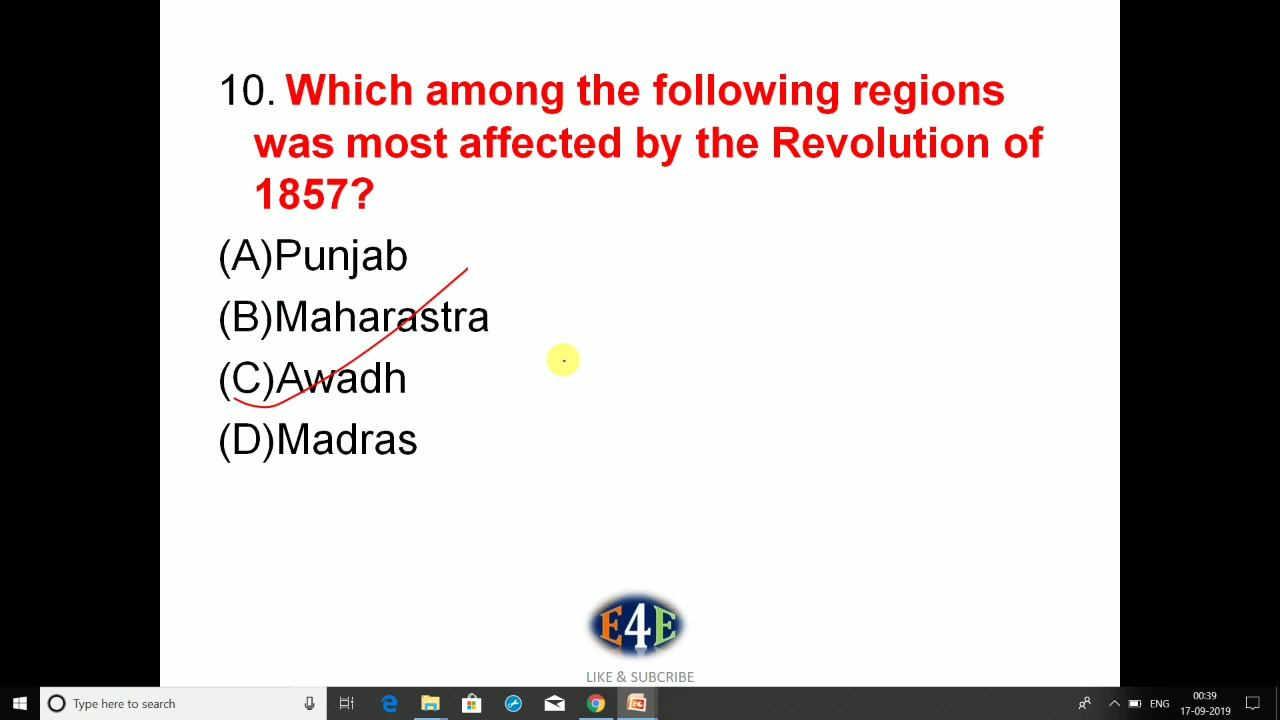 10. Which among the following regions
was most affected by the Revolution of
1857?
(A)Punjab
(B)Maharastra
(C)Awadh
(D)Madras
E4E
LIKE & SUBCRIBE
Type here to search
ENG
00:39
17-09-2019